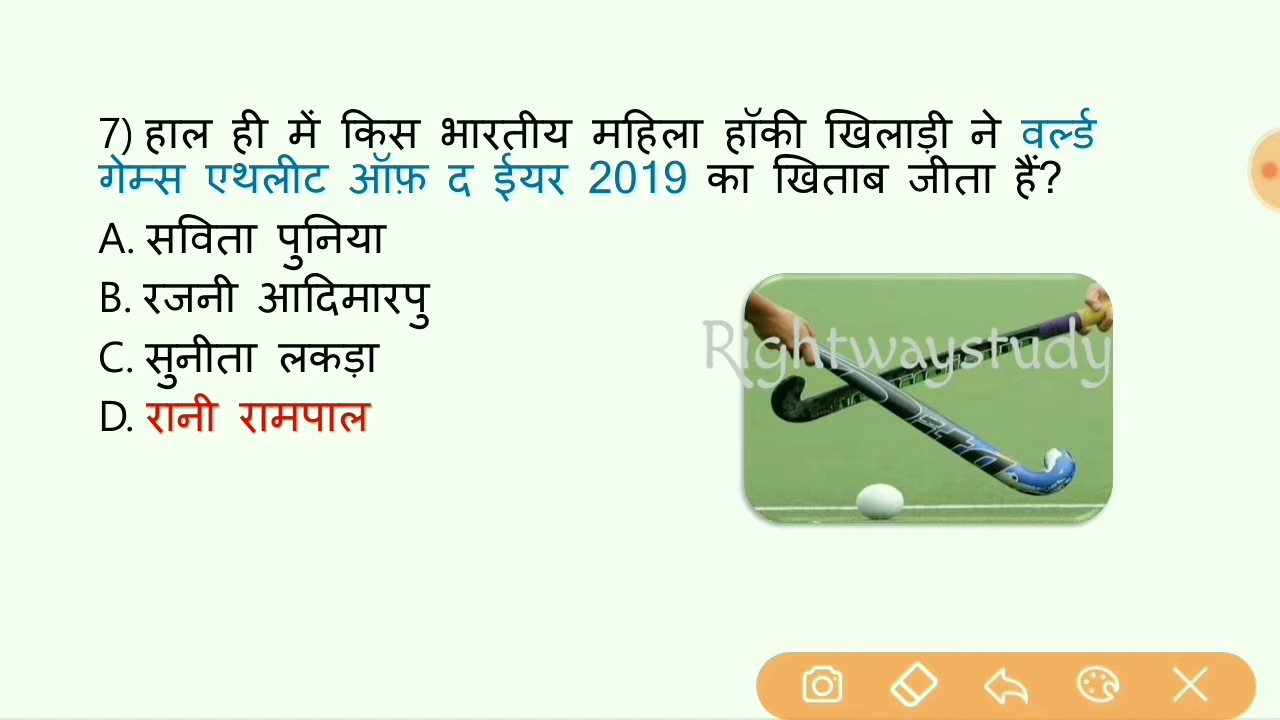 7) हाल ही में किस भारतीय महिला हॉकी खिलाड़ी ने वर्ल्ड
गेम्स एथलीट ऑफ़ द ईयर 2019 का खिताब जीता हैं?
A. सविता पुनिया
B. रजनी आदिमारपु
C. सुनीता लकड़ा
D. रानी रामपाल
Rightwaystudy